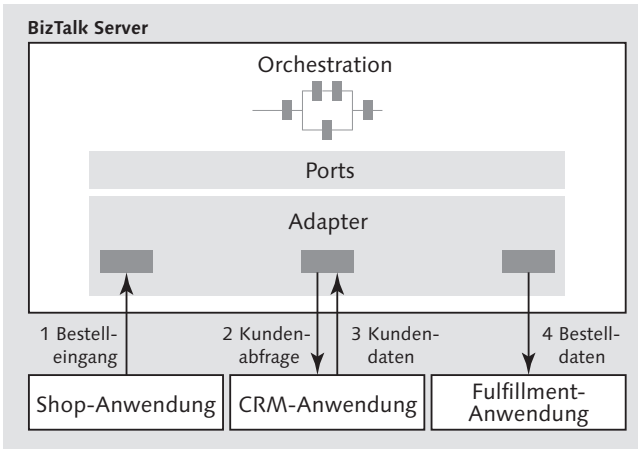 BizTalk Server
Orchestration
Ports
Adapter
1 Bestell-
eingang
2 Kunden-
abfrage
3 Kunden-
daten
4 Bestell-
daten
Shop-Anwendung
CRM-Anwendung
Fulfillment-
Anwendung